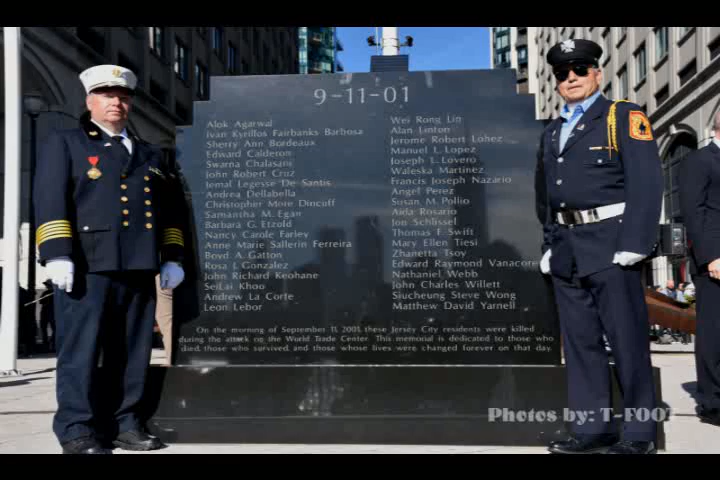 9-11-01
Alok Agarwal
Ivan Kyrillos Fairbanks Barbosa
Sherry Ann Bordeaux
Edward Calderon
Swarna Chalasani
John Robert Cruz
Jemal Legesse De Santis
Andrea Dellabella
Christopher More Dincuff
Samantha M. Egan
Barbara G. Etzold
Nancy Carole Farley
Anne Marie Sallerin Ferreira
Boyd A. Gatton
Rosa J. Gonzalez
John Richard Keohane
SeiLai Khoo
Andrew La Corte
Leon Lebor
Wei Rong Lin
Alan Linton
Jerome Robert Lohez
Manuel L. Lopez
Joseph L. Lovero
Waleska Martinez
Francis Joseph Nazario
Angel Perez
Susan M. Pollio
Aida Rosario
Jon Schlissel
Thomas F. Swift
Mary Ellen Tiesi
Zhanetta Tsoy
Edward Raymond Vanacore
Nathaniel Webb
John Charles Willett
Siucheung Steve Wong
Matthew David Yarnell
On the morning of September 11, 2001, these Jersey City residents were killed
during the attack on the World Trade Center. This memorial is dedicated to those who
died, those who survived, and those whose lives were changed forever on that day.
Photos by: T-FOOT